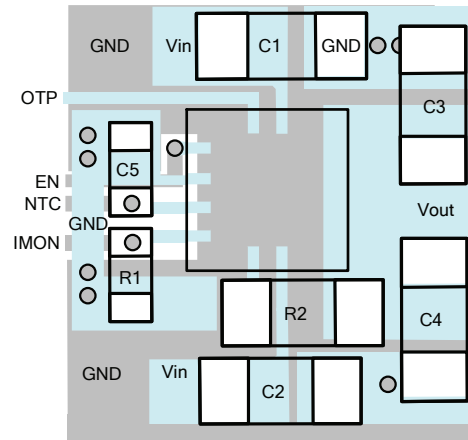 GND Vin C1 GND
OTP
C3
C5
EN
NTC
GND
Vout
IMON
R1
R2
C4
GND Vin
C2